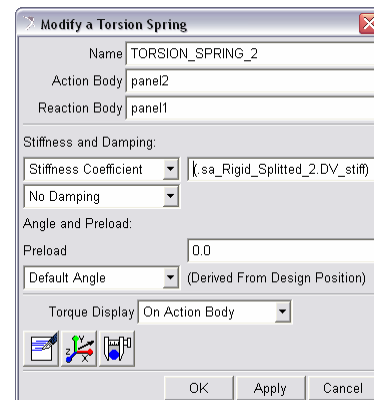 Modify a Torsion Spring
Name TORSION_SPRING_2
Action Body panel2
Reaction Body panel1
Stiffness and Damping:
Stiffness Coefficient (.sa_Rigid_Splitted_2.DV_stiff)
No Damping
Angle and Preload:
Preload 0.0
Default Angle (Derived From Design Position)
Torque Display On Action Body
OK Apply Cancel